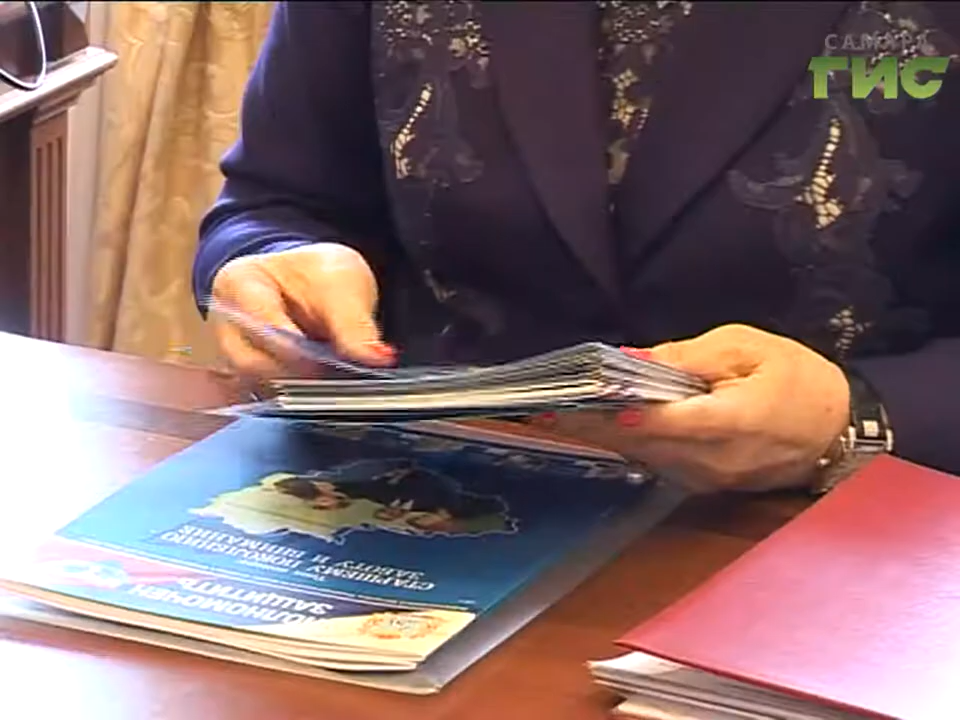 САМАРА
ГИС
ПОЛНОМОЧЕН
ЗАЩИТИТЬ
СТАРШЕМУ ПОКОЛЕНИЮ
ЗАБОТУ И ВНИМАНИЕ